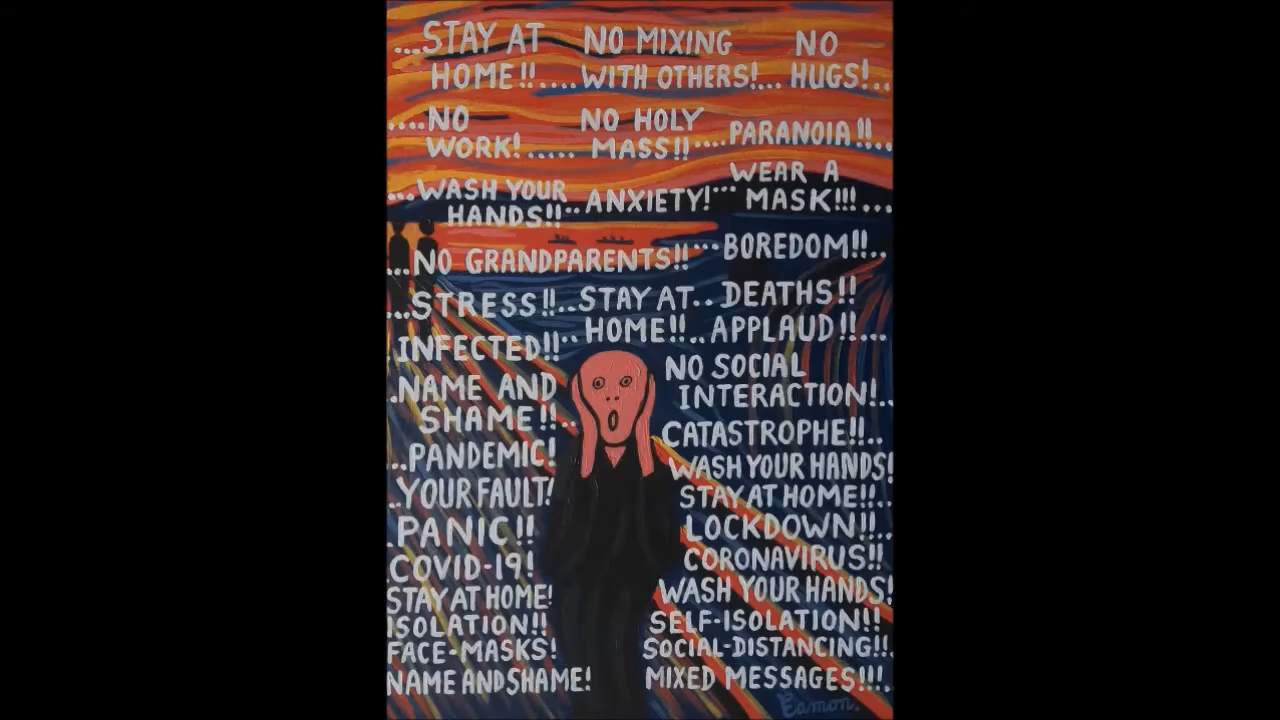 ...STAY AT NO MIXING NO
HOME!!....WITH OTHERS!... HUGS!..
....NO NO HOLY
WORK!..... MASS!!....PARANOIA!!..
WEAR A
...WASH YOUR ANXIETY!... MASK!!!...
HANDS!!..
...BOREDOM!!..
...NO GRANDPARENTS!!
...STRESS!!..STAY AT..DEATHS!!
HOME!!..APPLAUD!!...
.INFECTED!!..
NO SOCIAL
INTERACTION!..
.NAME AND
SHAME!!..
CATASTROPHE!!..
...PANDEMIC!
WASH YOUR HANDS!
..YOUR FAULT!
STAY AT HOME!!..
.PANIC!!
LOCKDOWN!!..
COVID-19!
CORONAVIRUS!!
STAY AT HOME!
WASH YOUR HANDS!
ISOLATION!!
SELF-ISOLATION!!
FACE-MASKS!
SOCIAL-DISTANCING!!.
NAME AND SHAME!
MIXED MESSAGES!!!.
Eamon.